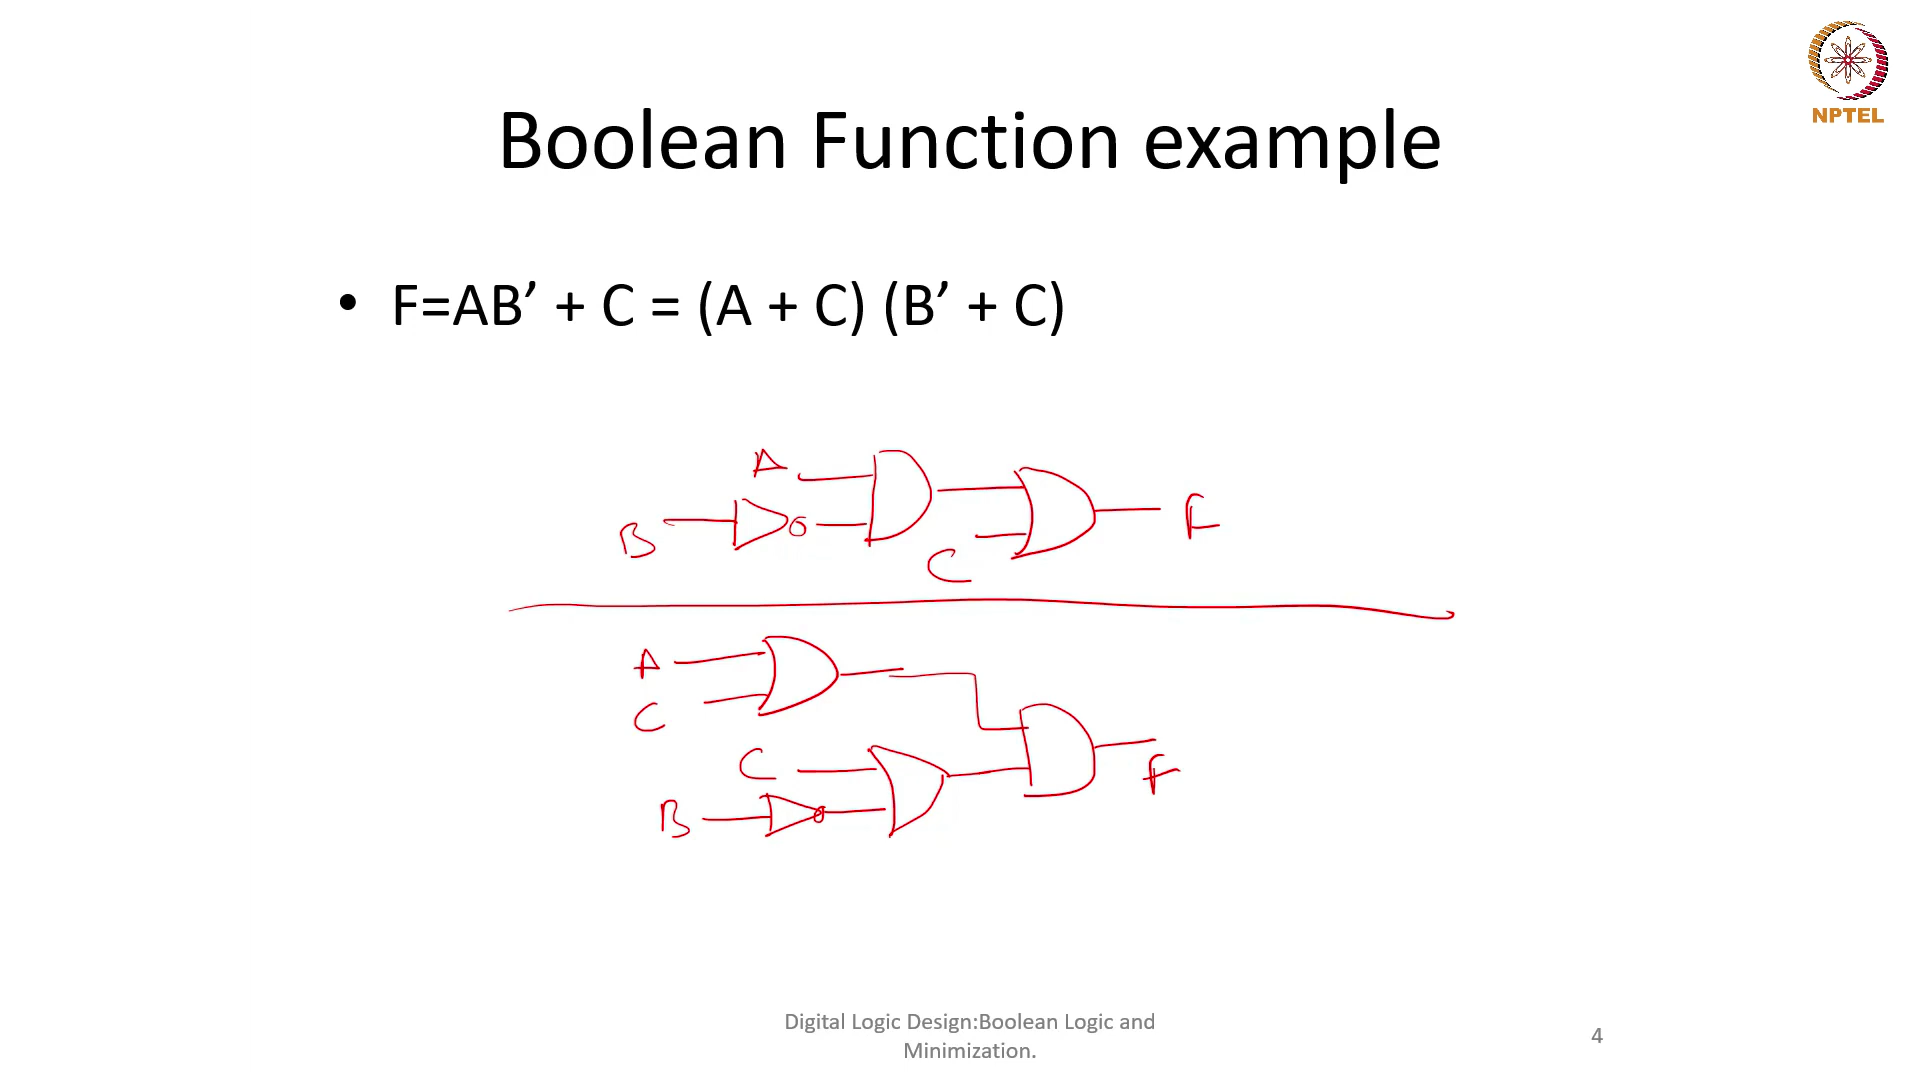 NPTEL
Boolean Function example
• F=AB’ + C = (A + C) (B’ + C)
A
B
C
F
A
C
C
B
F
Digital Logic Design:Boolean Logic and
Minimization.
4